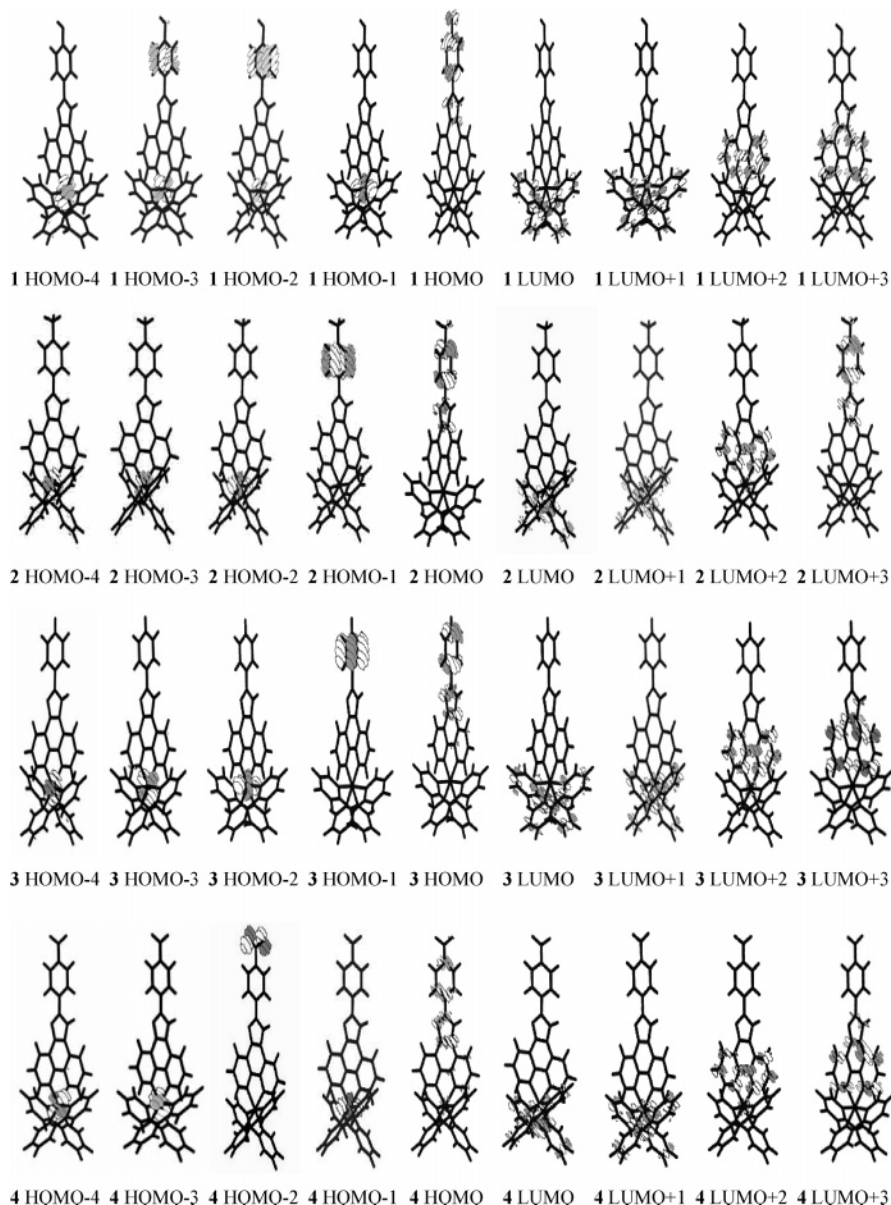 1 HOMO-4 1 HOMO-3 1 HOMO-2 1 HOMO-1 1 HOMO 1 LUMO 1 LUMO+1 1 LUMO+2 1 LUMO+3
2 HOMO-4 2 HOMO-3 2 HOMO-2 2 HOMO-1 2 HOMO 2 LUMO 2 LUMO+1 2 LUMO+2 2 LUMO+3
3 HOMO-4 3 HOMO-3 3 HOMO-2 3 HOMO-1 3 HOMO 3 LUMO 3 LUMO+1 3 LUMO+2 3 LUMO+3
4 HOMO-4 4 HOMO-3 4 HOMO-2 4 HOMO-1 4 HOMO 4 LUMO 4 LUMO+1 4 LUMO+2 4 LUMO+3